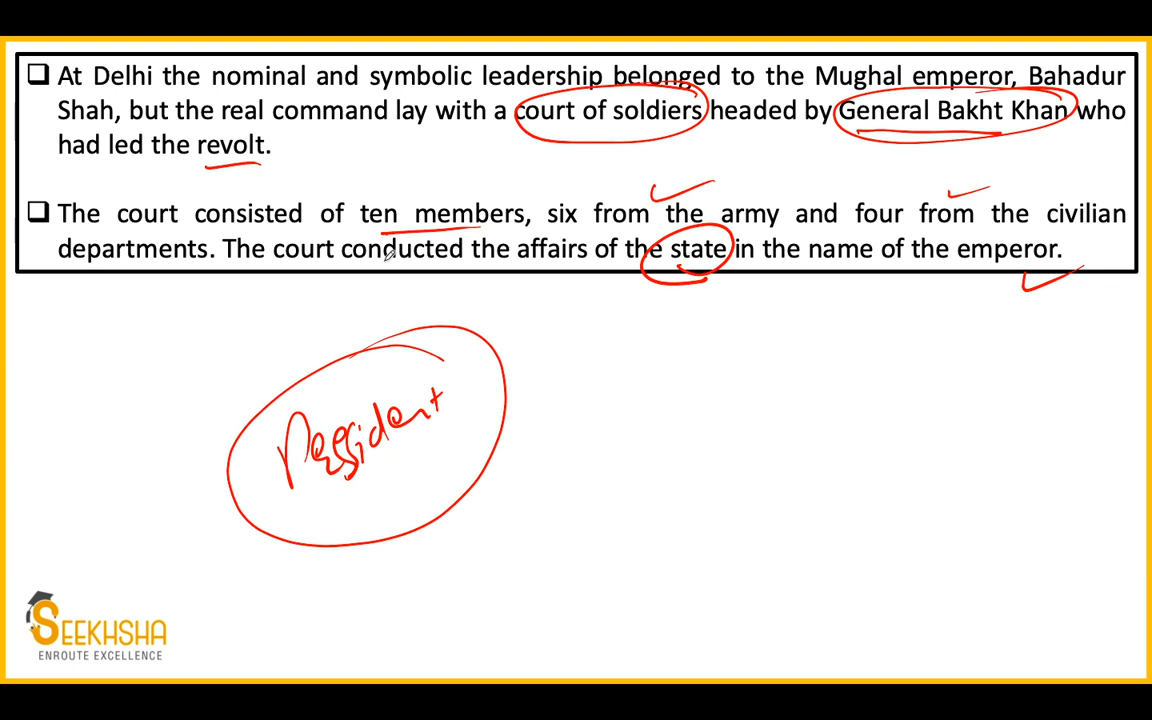 ❑ At Delhi the nominal and symbolic leadership belonged to the Mughal emperor, Bahadur
Shah, but the real command lay with a court of soldiers headed by General Bakht Khan who
had led the revolt.
❑ The court consisted of ten members, six from the army and four from the civilian
departments. The court conducted the affairs of the state in the name of the emperor.
SEEKHSHA
ENROUTE EXCELLENCE